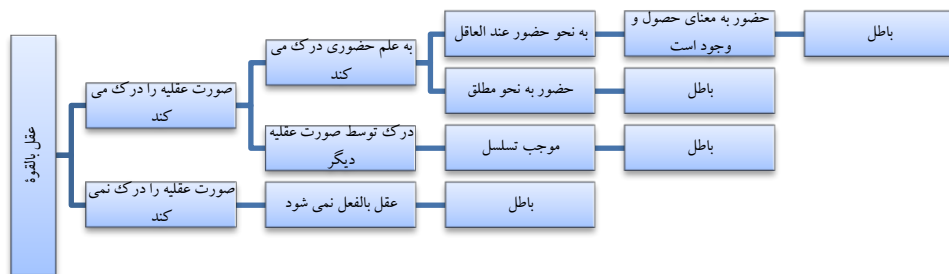 عقل بالقوة
صورت عقلیه را درک می
کند
به علم حضوری درک می
کند
به نحو حضور عند العاقل
حضور به معنای حصول و
وجود است
باطل
حضور به نحو مطلق
باطل
درک توسط صورت عقلیه
دیگر
موجب تسلسل
باطل
صورت عقلیه را درک نمی
کند
عقل بالفعل نمی شود
باطل